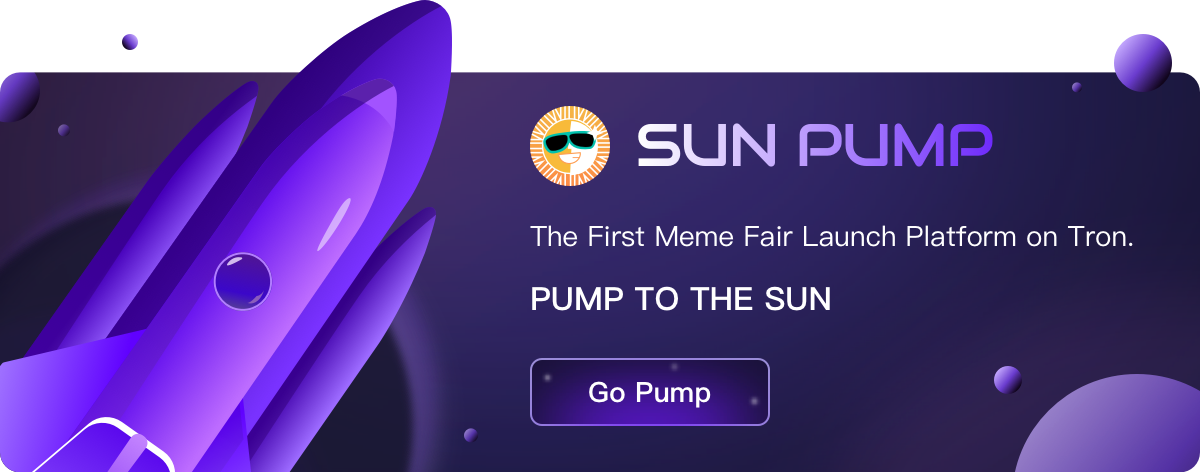 SUN PUMP
The First Meme Fair Launch Platform on Tron.
PUMP TO THE SUN
Go Pump